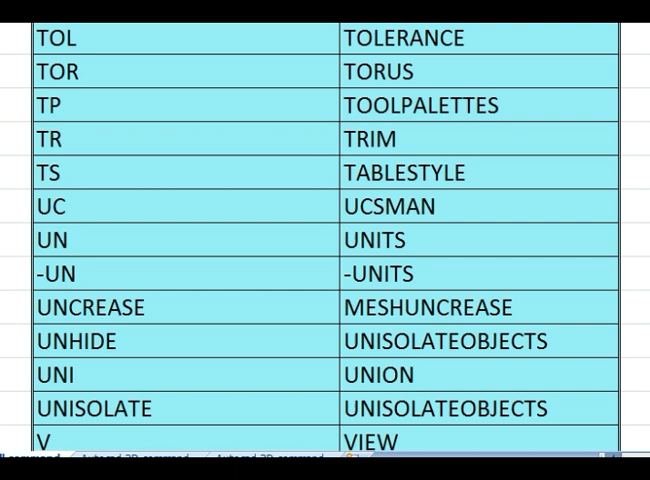 TOL TOLERANCE
TOR TORUS
TP TOOLPALETTES
TR TRIM
TS TABLESTYLE
UC UCSMAN
UN UNITS
-UN -UNITS
UNCREASE MESHUNCREASE
UNHIDE UNISOLATEOBJECTS
UNI UNION
UNISOLATE UNISOLATEOBJECTS
V VIEW